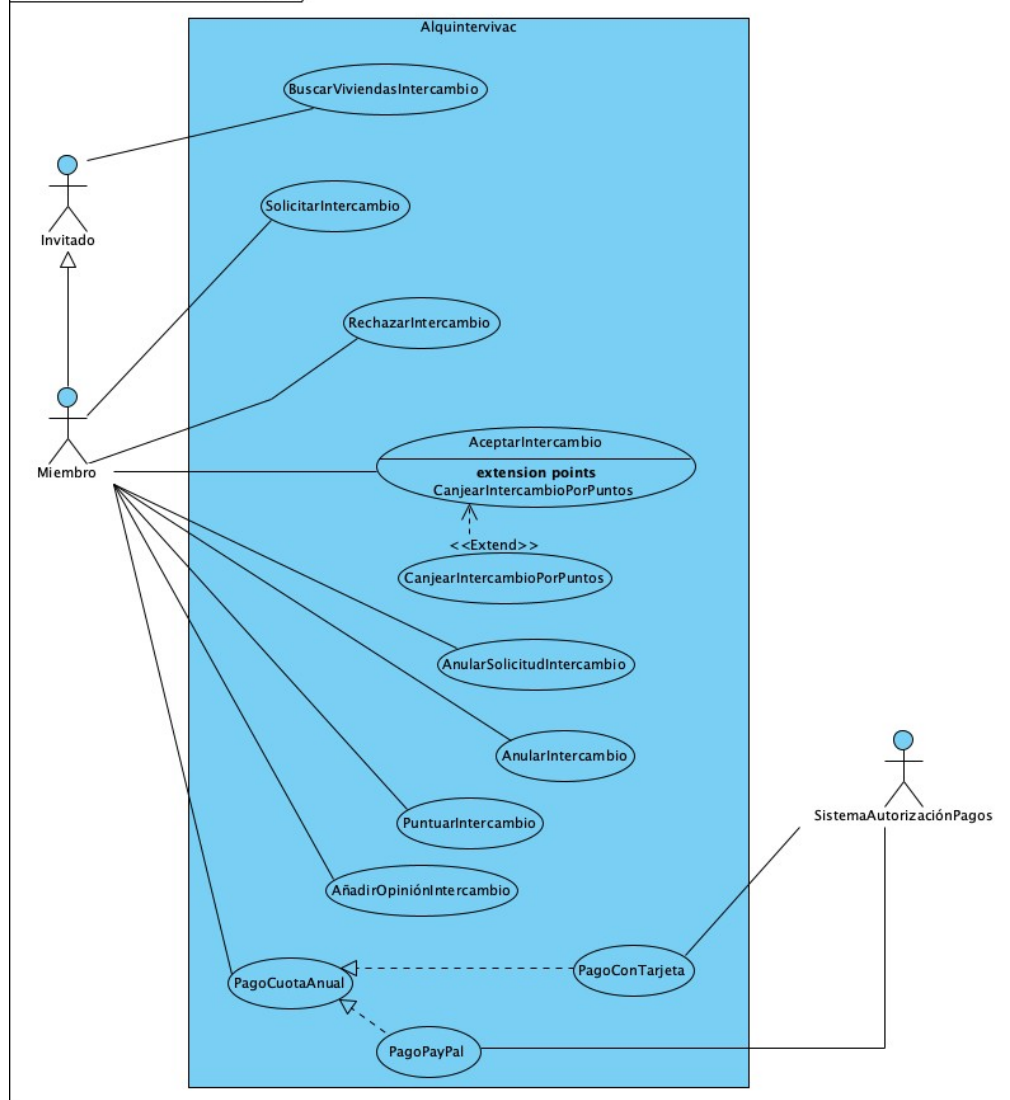 Alquintervivac
BuscarViviendasIntercambio
Invitado
SolicitarIntercambio
RechazarIntercambio
Miembro
AceptarIntercambio
extension points
CanjearIntercambioPorPuntos
<<Extend>>
CanjearIntercambioPorPuntos
AnularSolicitudIntercambio
AnularIntercambio
SistemaAutorizaciónPagos
PuntuarIntercambio
AñadirOpiniónIntercambio
PagoConTarjeta
PagoCuotaAnual
PagoPayPal